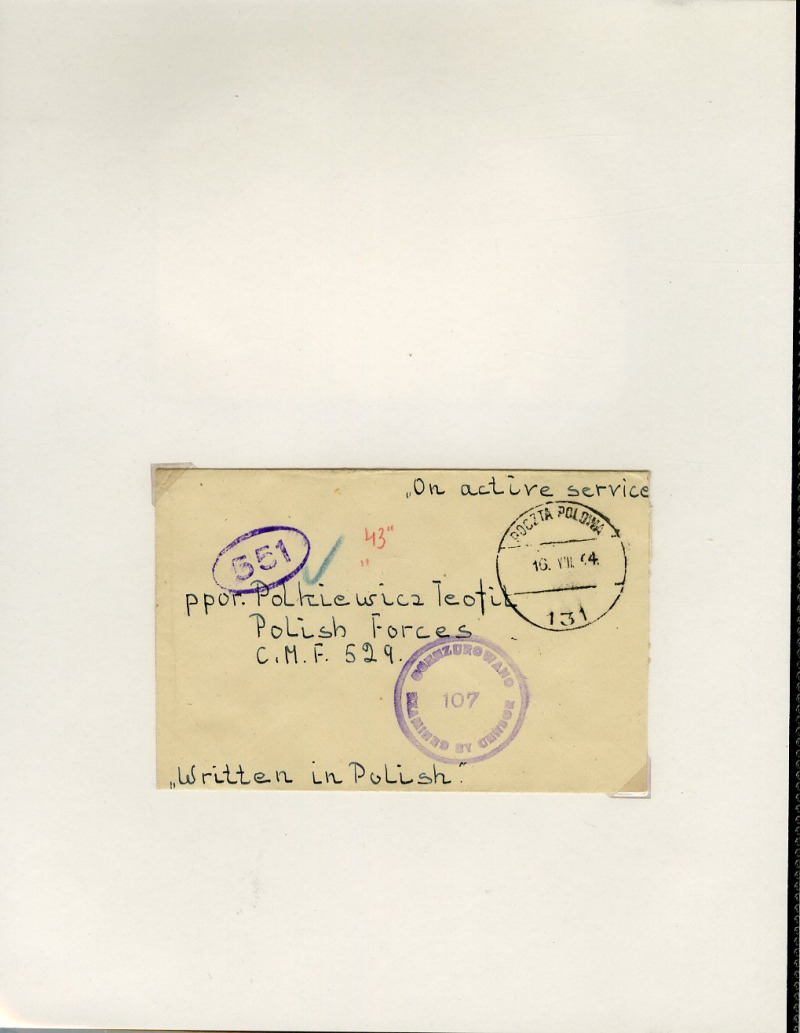 „On active service
POCZTA POLOWA
16. VII. 44.
131
551
43"
"
ppor. Polkiewicz Teofil
Polish Forces
C.M.F. 529.
OCENZUROWANO
107
EXAMINED BY CENSOR
„Written in Polish."